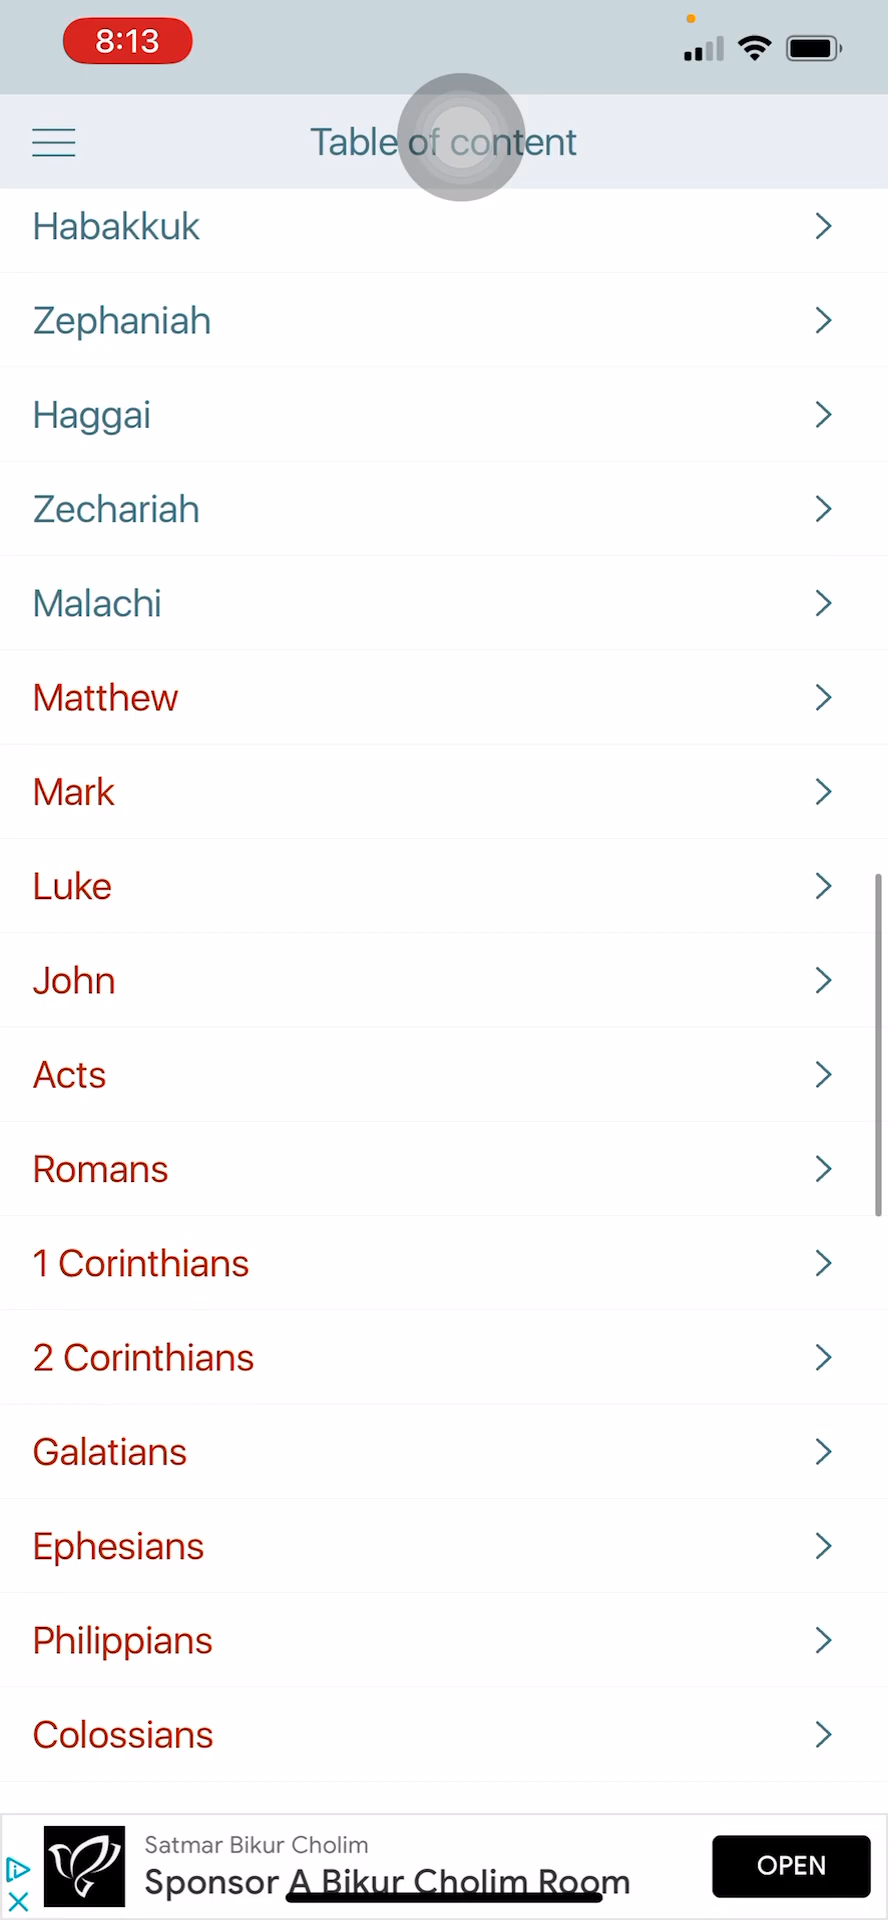 8:13
Table of content
Habakkuk
Zephaniah
Haggai
Zechariah
Malachi
Matthew
Mark
Luke
John
Acts
Romans
1 Corinthians
2 Corinthians
Galatians
Ephesians
Philippians
Colossians
Satmar Bikur Cholim
Sponsor A Bikur Cholim Room
OPEN